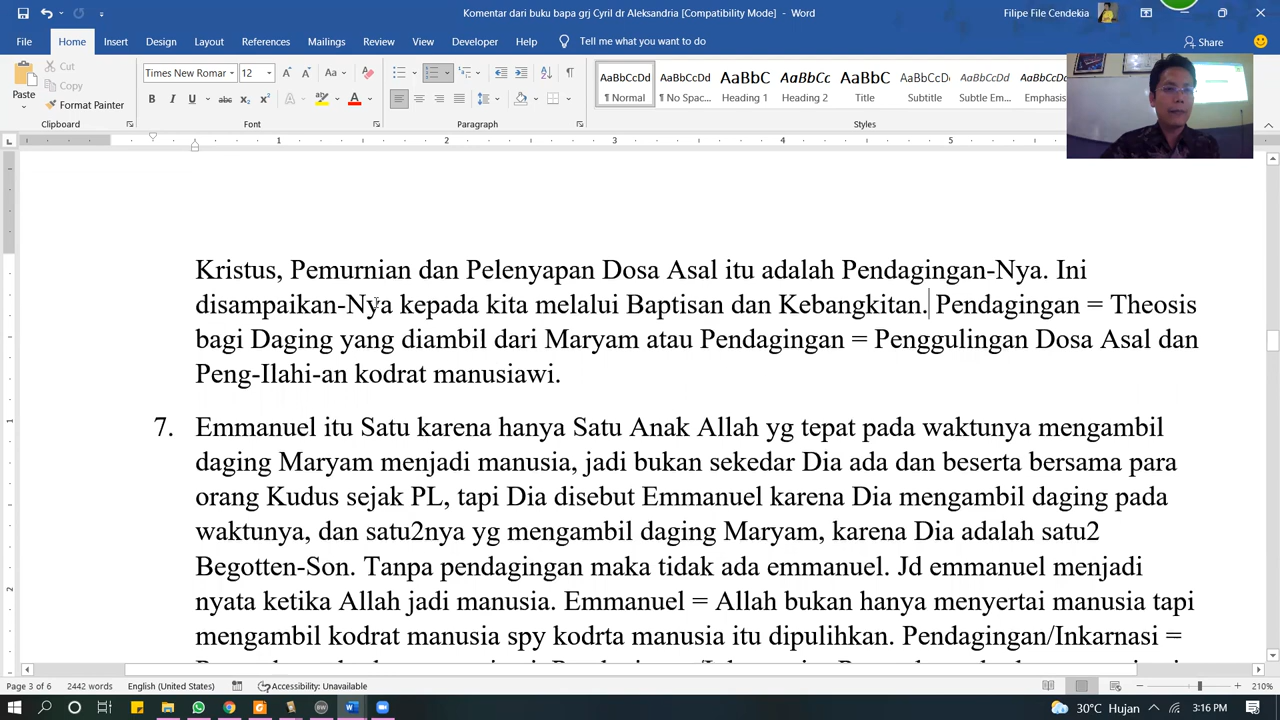 Komentar dari buku bapa grj Cyril dr Aleksandria [Compatibility Mode] - Word
Filipe File Cendekia
File Home Insert Design Layout References Mailings Review View Developer Help Tell me what you want to do
Share
Paste
Cut
Copy
Format Painter
Clipboard
Times New Romar 12
Font
Paragraph
AaBbCcDd AaBbCcDd AaBbC AaBbCc AaBbC AaBbCcD AaBbCcDd AaBbCcDd
¶ Normal ¶ No Spac... Heading 1 Heading 2 Title Subtitle Subtle Em... Emphasis
Styles
Kristus, Pemurnian dan Pelenyapan Dosa Asal itu adalah Pendagingan-Nya. Ini
disampaikan-Nya kepada kita melalui Baptisan dan Kebangkitan. Pendagingan = Theosis
bagi Daging yang diambil dari Maryam atau Pendagingan = Penggulingan Dosa Asal dan
Peng-Ilahi-an kodrat manusiawi.
7. Emmanuel itu Satu karena hanya Satu Anak Allah yg tepat pada waktunya mengambil
daging Maryam menjadi manusia, jadi bukan sekedar Dia ada dan beserta bersama para
orang Kudus sejak PL, tapi Dia disebut Emmanuel karena Dia mengambil daging pada
waktunya, dan satu2nya yg mengambil daging Maryam, karena Dia adalah satu2
Begotten-Son. Tanpa pendagingan maka tidak ada emmanuel. Jd emmanuel menjadi
nyata ketika Allah jadi manusia. Emmanuel = Allah bukan hanya menyertai manusia tapi
mengambil kodrat manusia spy kodrta manusia itu dipulihkan. Pendagingan/Inkarnasi =
Page 3 of 6 2442 words English (United States) Accessibility: Unavailable 210%
30°C Hujan 3:16 PM